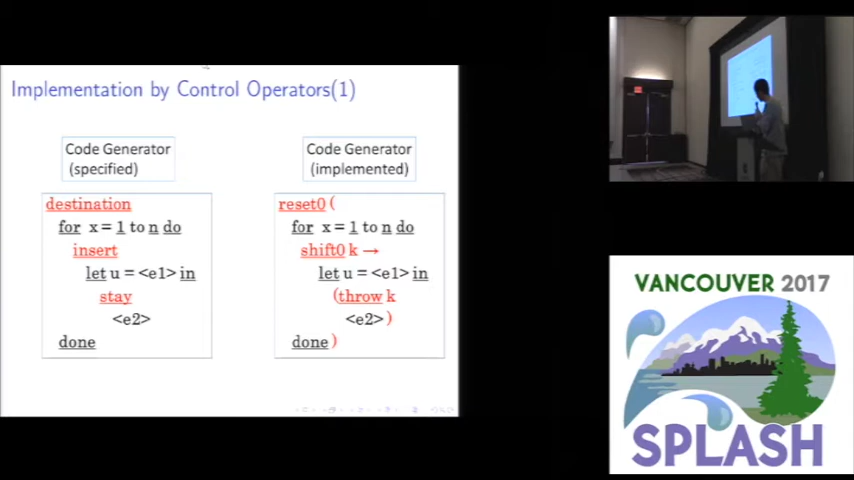 Implementation by Control Operators(1)
Code Generator
(specified)
destination
for x = 1 to n do
insert
let u = <e1> in
stay
<e2>
done
Code Generator
(implemented)
reset0 (
for x = 1 to n do
shift0 k →
let u = <e1> in
(throw k
<e2> )
done )
VANCOUVER 2017
SPLASH